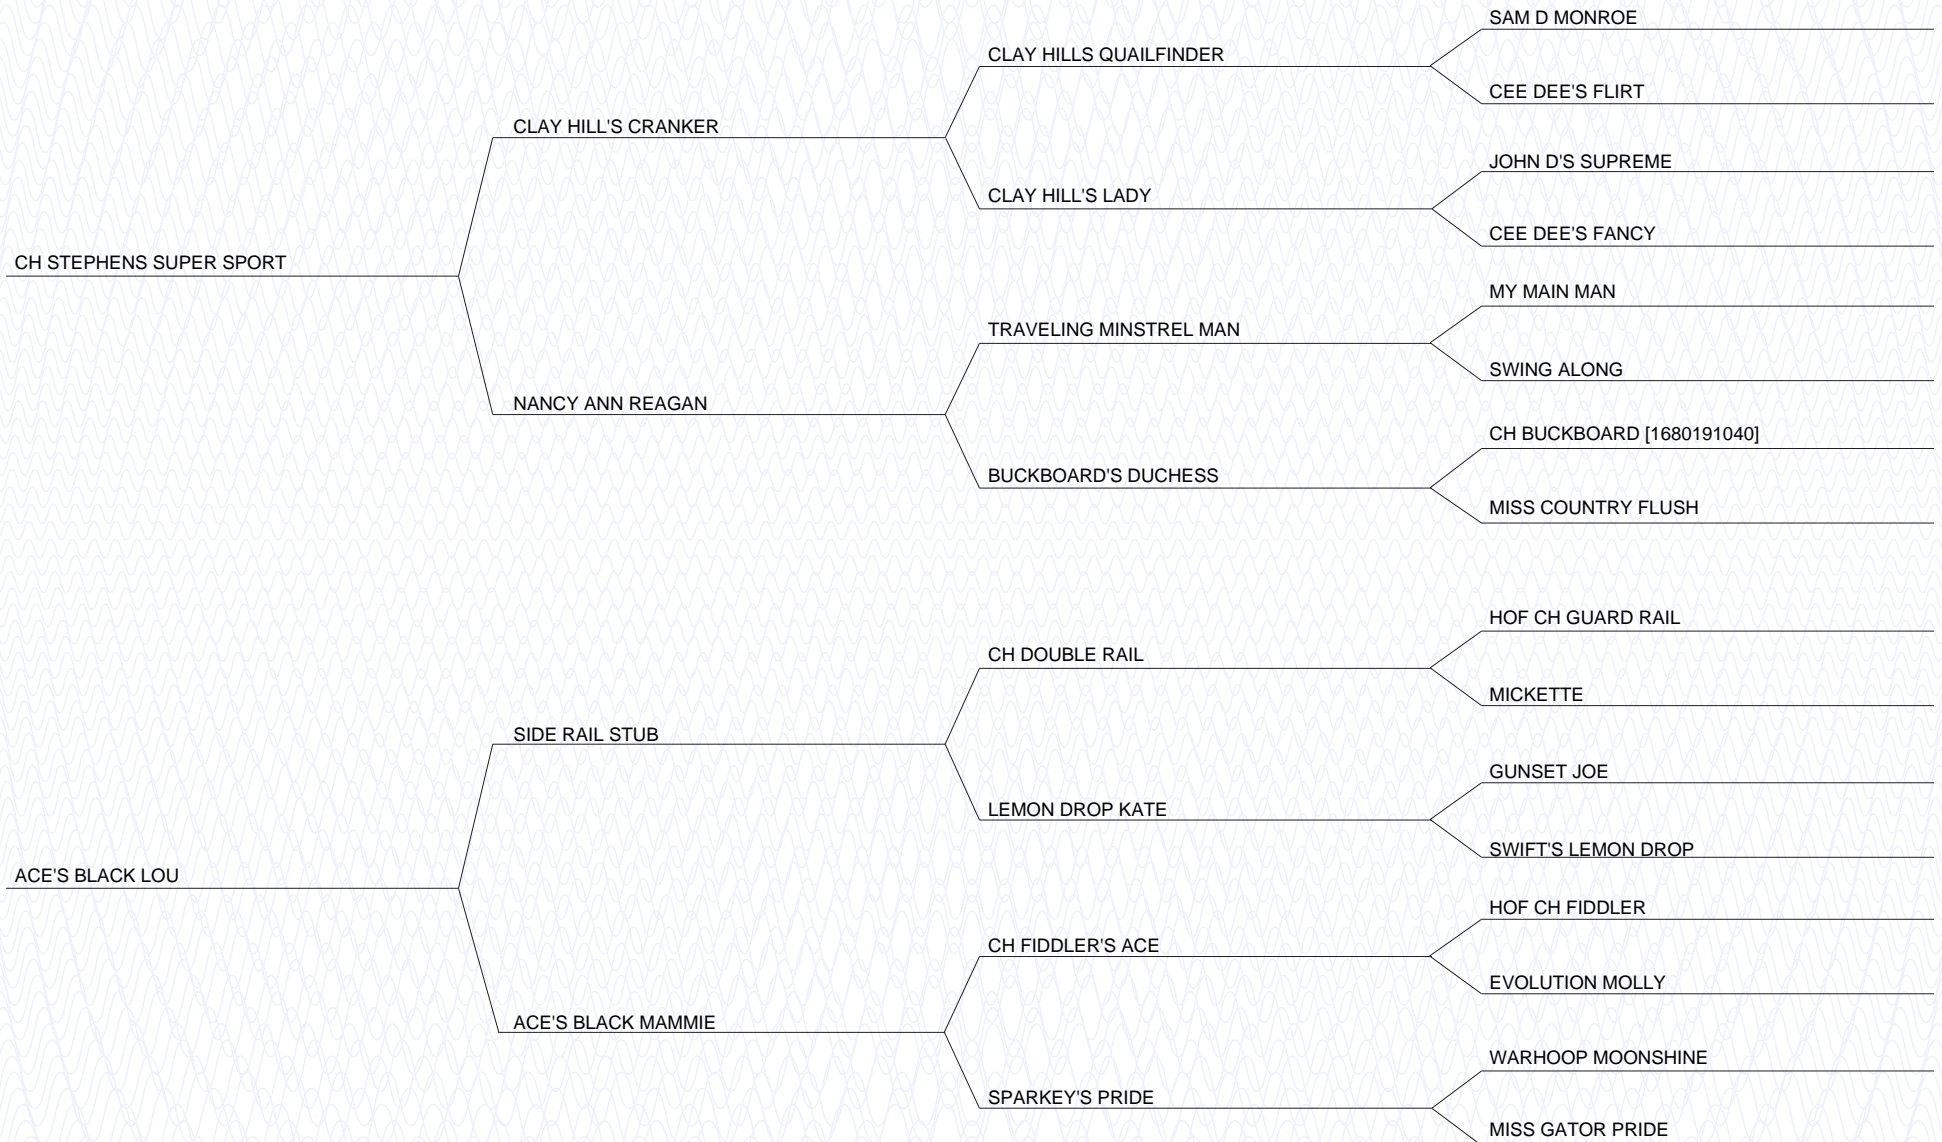 SAM D MONROE
CLAY HILLS QUAILFINDER
CEE DEE'S FLIRT
CLAY HILL'S CRANKER
JOHN D'S SUPREME
CLAY HILL'S LADY
CEE DEE'S FANCY
CH STEPHENS SUPER SPORT
MY MAIN MAN
TRAVELING MINSTREL MAN
SWING ALONG
NANCY ANN REAGAN
CH BUCKBOARD [1680191040]
BUCKBOARD'S DUCHESS
MISS COUNTRY FLUSH
HOF CH GUARD RAIL
CH DOUBLE RAIL
MICKETTE
SIDE RAIL STUB
GUNSET JOE
LEMON DROP KATE
SWIFT'S LEMON DROP
ACE'S BLACK LOU
HOF CH FIDDLER
CH FIDDLER'S ACE
EVOLUTION MOLLY
ACE'S BLACK MAMMIE
WARHOOP MOONSHINE
SPARKEY'S PRIDE
MISS GATOR PRIDE